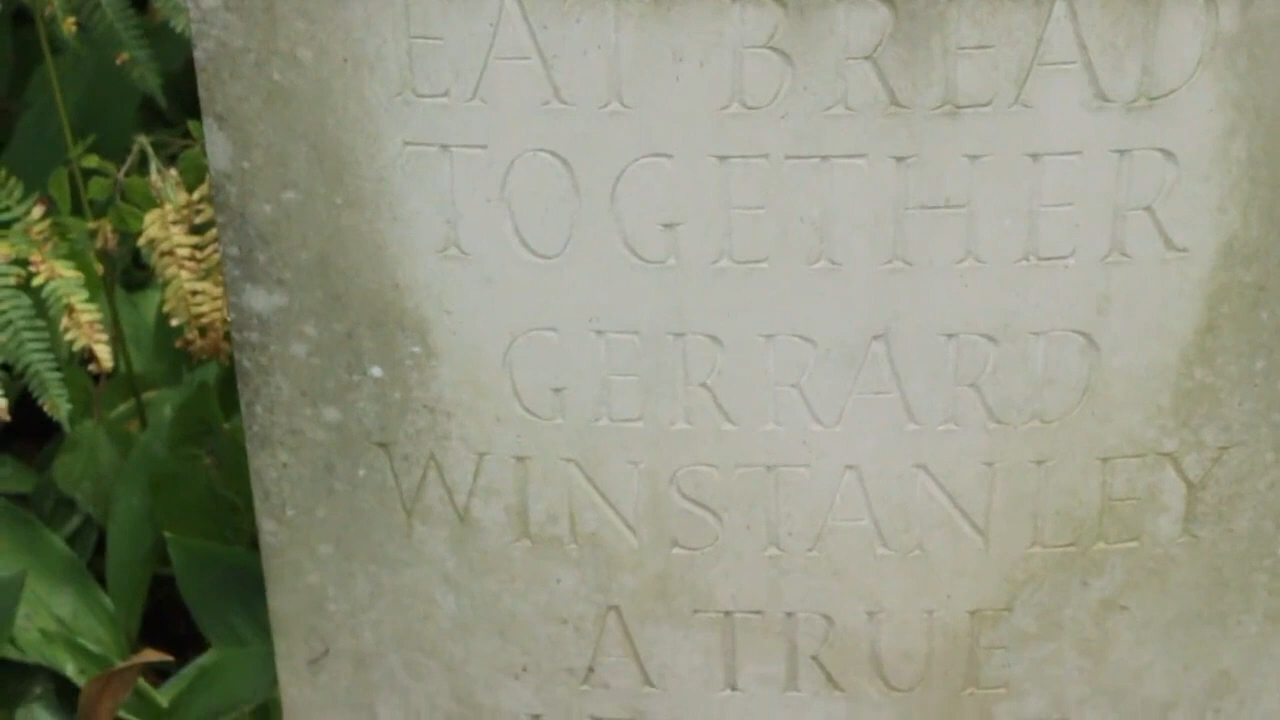 EAT BREAD
TOGETHER
GERRARD
WINSTANLEY
A TRUE